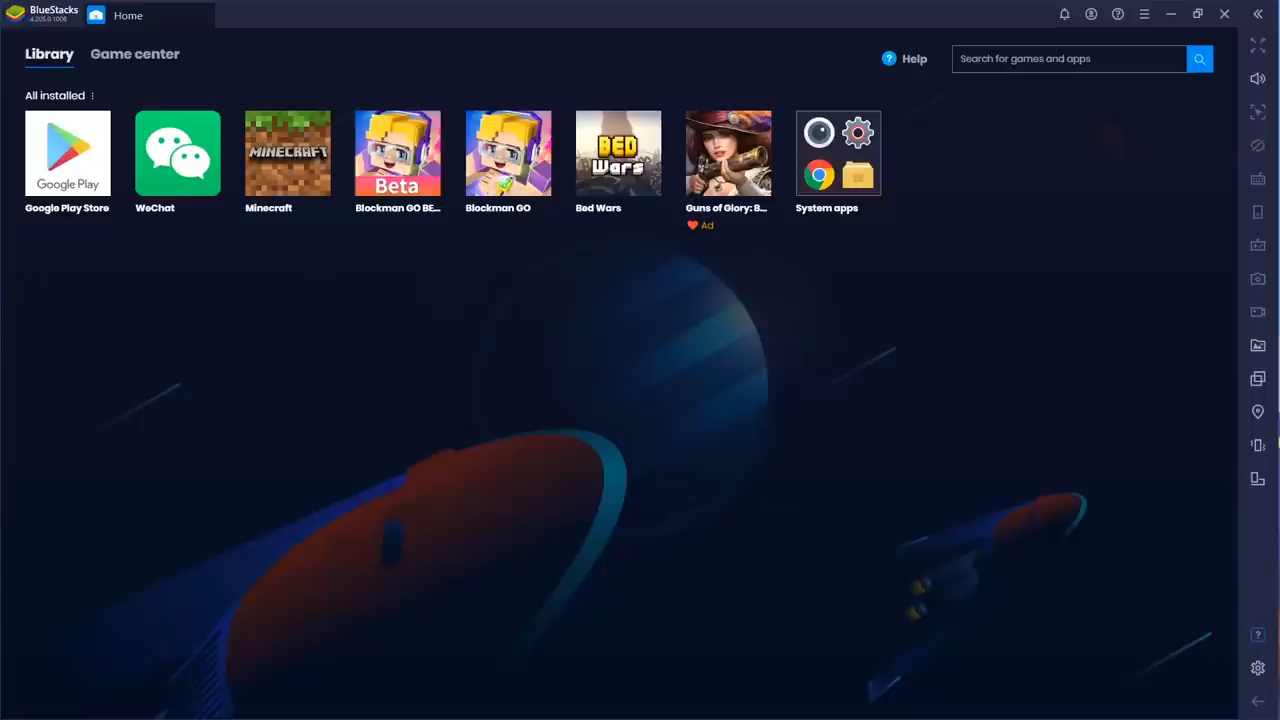 BlueStacks
4.205.0.1006
Home
Library
Game center
Help
Search for games and apps
All installed
Google Play
MINECRAFT
Beta
BED
WARS
Google Play Store
WeChat
Minecraft
Blockman GO BE...
Blockman GO
Bed Wars
Guns of Glory: B...
System apps
Ad